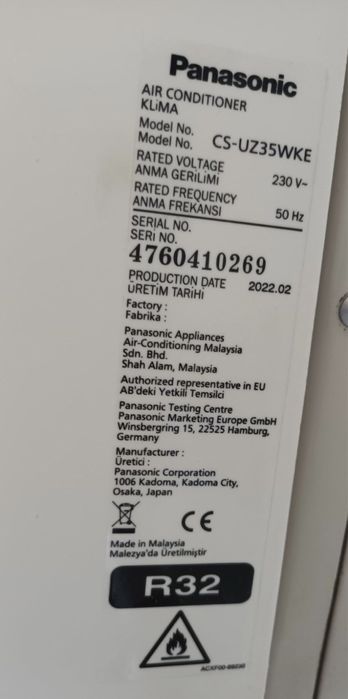 Panasonic
AIR CONDITIONER
KLiMA
Model No.
Model No. CS-UZ35WKE
RATED VOLTAGE
ANMA GERiLiMi 230 V~
RATED FREQUENCY
ANMA FREKANSI 50 Hz
SERIAL NO.
SERi NO.
4760410269
PRODUCTION DATE 2022.02
ÜRETiM TARiHi
Factory :
Fabrika :
Panasonic Appliances
Air-Conditioning Malaysia
Sdn. Bhd.
Shah Alam, Malaysia
Authorized representative in EU
AB'deki Yetkili Temsilci
Panasonic Testing Centre
Panasonic Marketing Europe GmbH
Winsbergring 15, 22525 Hamburg,
Germany
Manufacturer :
Üretici :
Panasonic Corporation
1006 Kadoma, Kadoma City,
Osaka, Japan
CE
Made in Malaysia
Malezya'da Üretilmiştir
R32